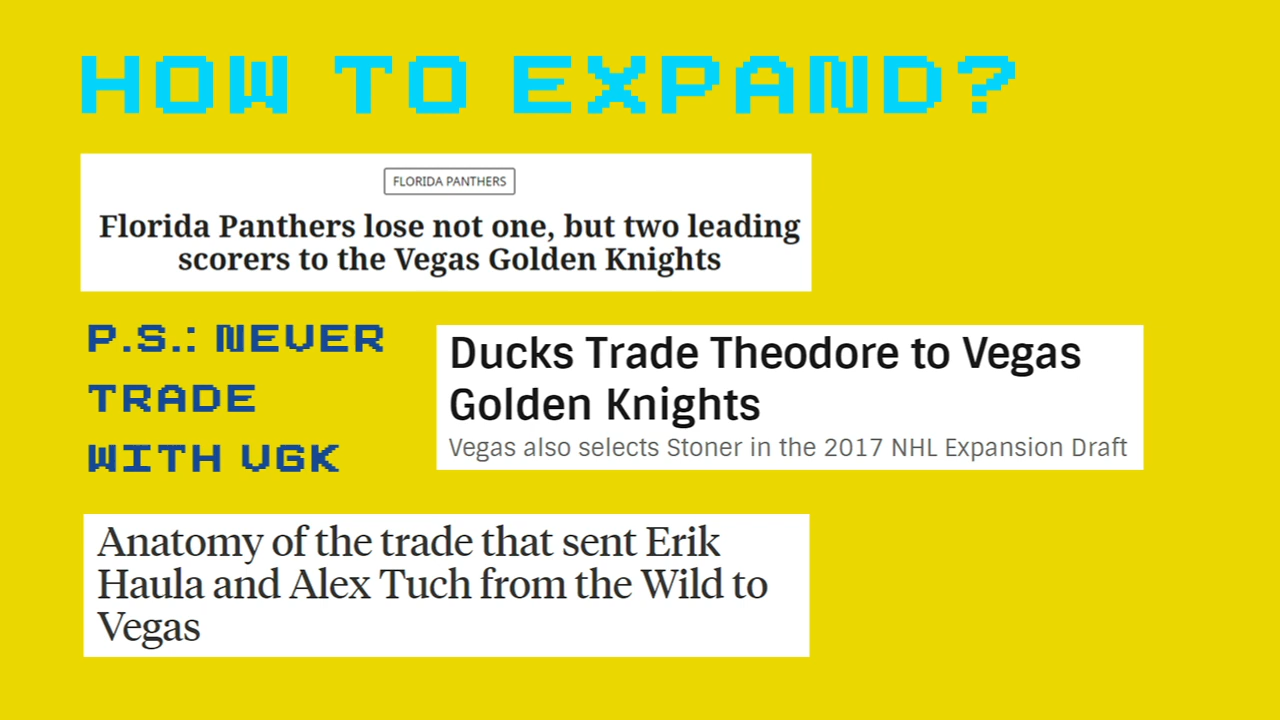 HOW TO EXPAND?
FLORIDA PANTHERS
Florida Panthers lose not one, but two leading
scorers to the Vegas Golden Knights
P.S.: NEVER
TRADE
WITH VGK
Ducks Trade Theodore to Vegas
Golden Knights
Vegas also selects Stoner in the 2017 NHL Expansion Draft
Anatomy of the trade that sent Erik
Haula and Alex Tuch from the Wild to
Vegas